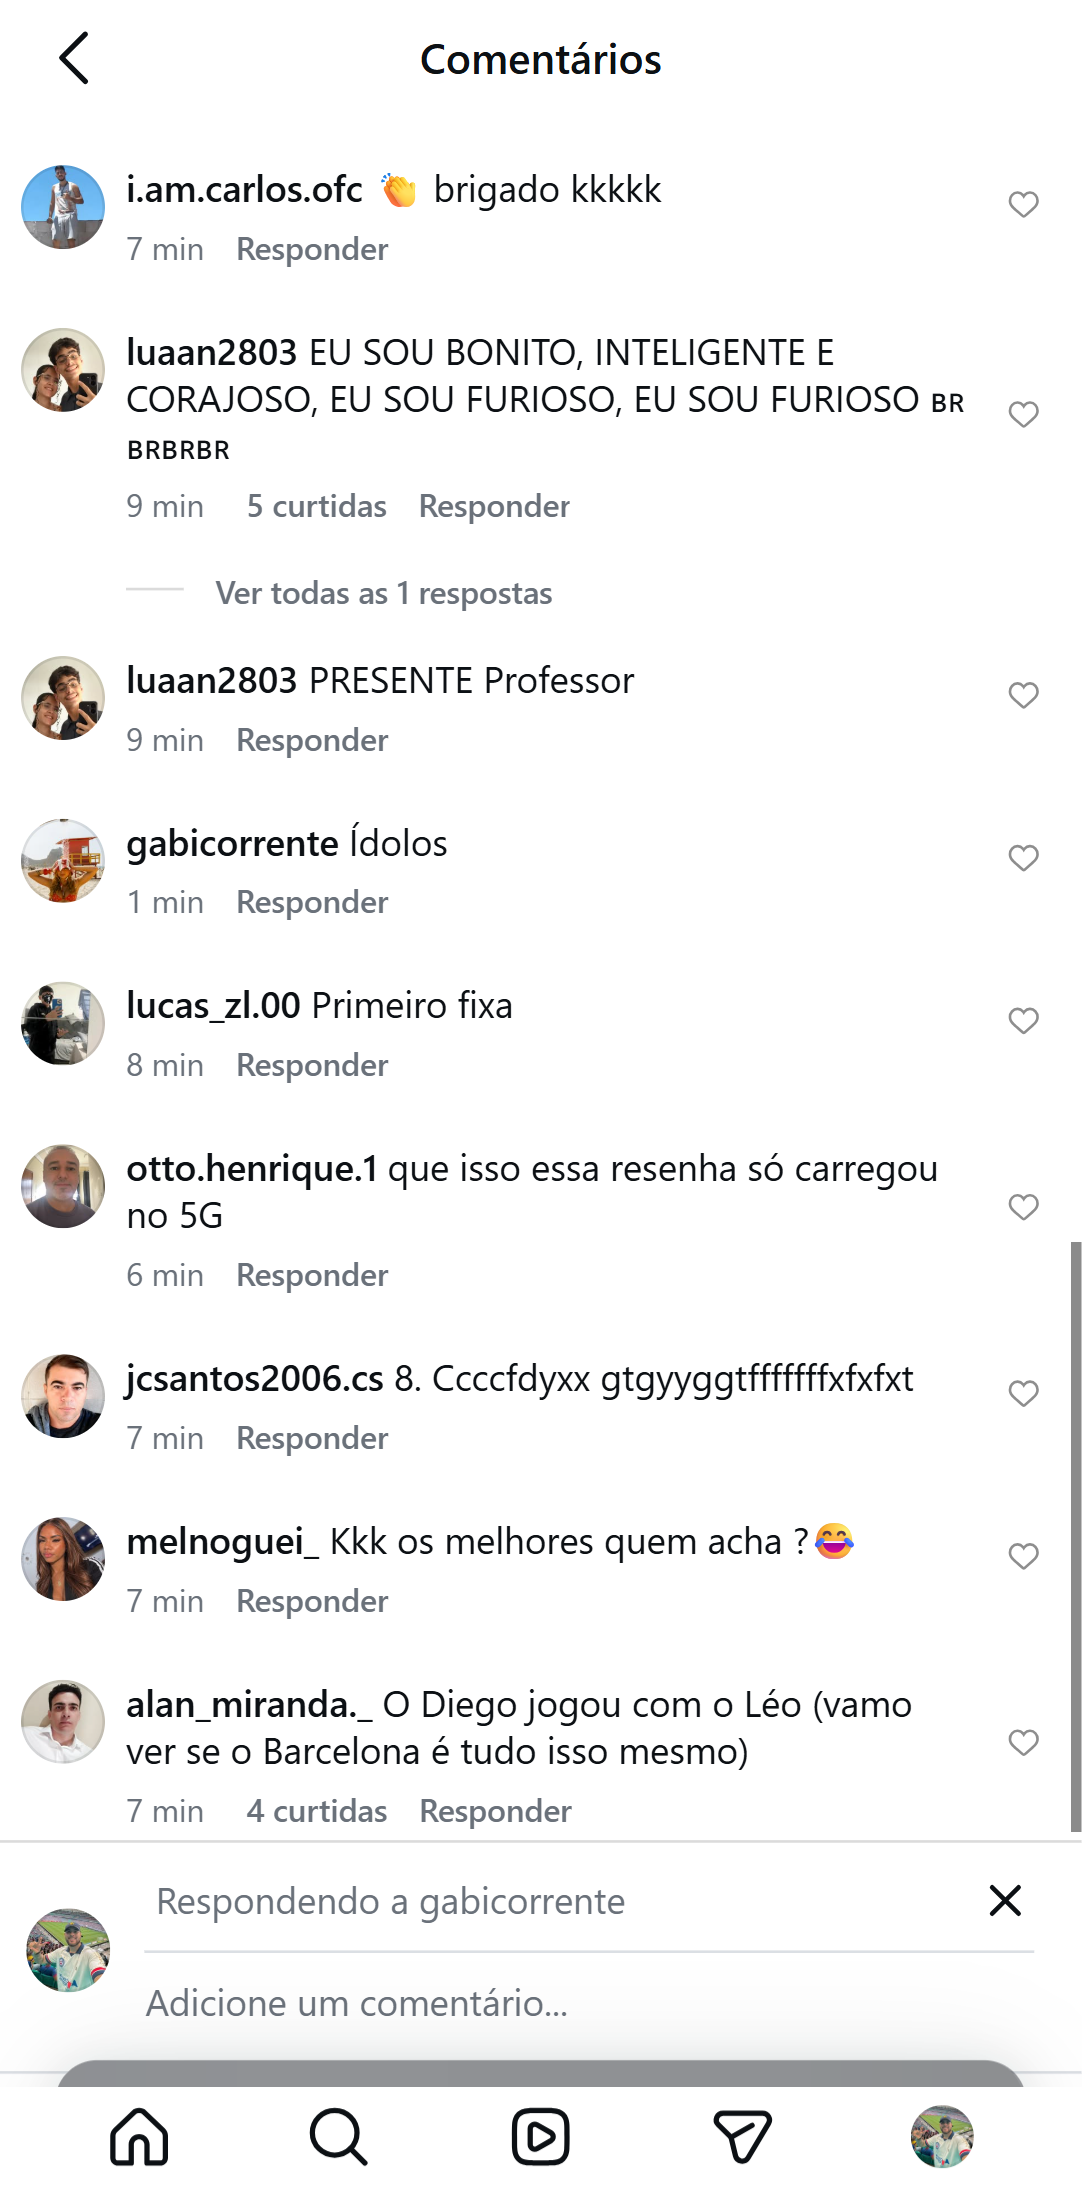 Comentários
i.am.carlos.ofc 👏 brigado kkkkk
7 min Responder
luaan2803 EU SOU BONITO, INTELIGENTE E
CORAJOSO, EU SOU FURIOSO, EU SOU FURIOSO ʙʀ
ʙʀʙʀʙʀ
9 min 5 curtidas Responder
Ver todas as 1 respostas
luaan2803 PRESENTE Professor
9 min Responder
gabicorrente Ídolos
1 min Responder
lucas_zl.00 Primeiro fixa
8 min Responder
otto.henrique.1 que isso essa resenha só carregou
no 5G
6 min Responder
jcsantos2006.cs 8. Ccccfdyxx gtgyyggtfffffffxfxfxt
7 min Responder
melnoguei_ Kkk os melhores quem acha ?😂
7 min Responder
alan_miranda._ O Diego jogou com o Léo (vamo
ver se o Barcelona é tudo isso mesmo)
7 min 4 curtidas Responder
Respondendo a gabicorrente
Adicione um comentário...